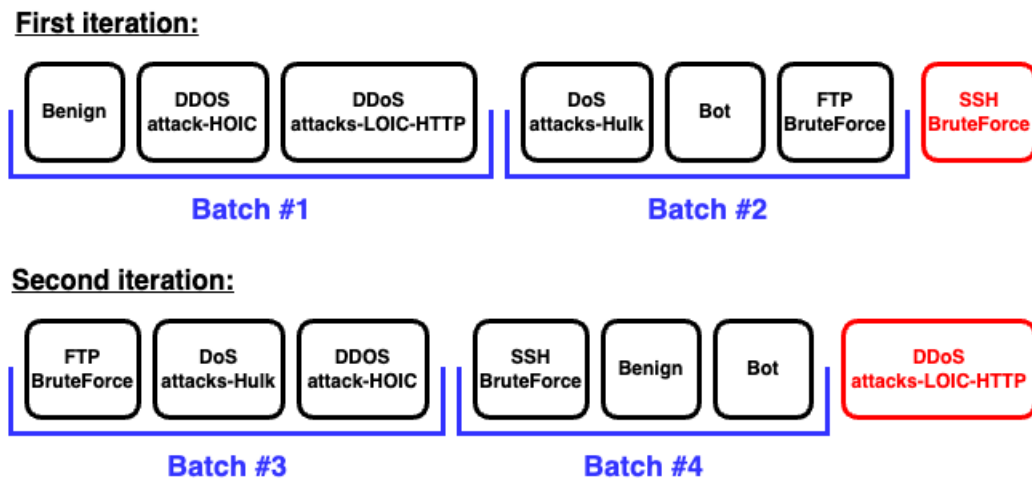 First iteration:
Benign
DDOS
attack-HOIC
DDoS
attacks-LOIC-HTTP
DoS
attacks-Hulk
Bot
FTP
BruteForce
SSH
BruteForce
Batch #1
Batch #2
Second iteration:
FTP
BruteForce
DoS
attacks-Hulk
DDOS
attack-HOIC
SSH
BruteForce
Benign
Bot
DDoS
attacks-LOIC-HTTP
Batch #3
Batch #4